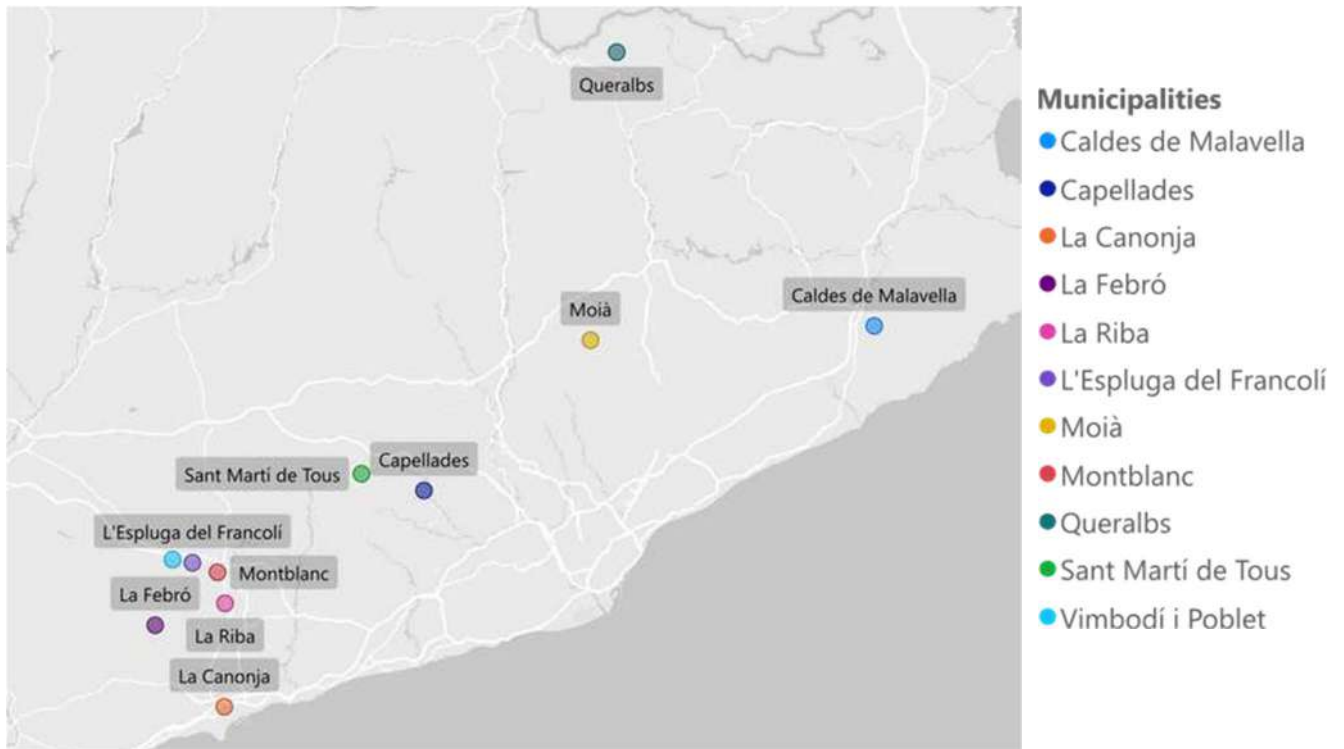 Queralbs
Caldes de Malavella
Moià
Capellades
Sant Martí de Tous
L'Espluga del Francolí
Montblanc
La Febró
La Riba
La Canonja
Municipalities
Caldes de Malavella
Capellades
La Canonja
La Febró
La Riba
L'Espluga del Francolí
Moià
Montblanc
Queralbs
Sant Martí de Tous
Vimbodí i Poblet